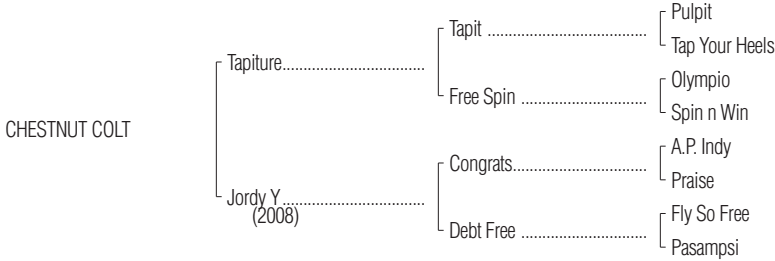 Pulpit
Tapit ................................
Tap Your Heels
Tapiture...................................
Olympio
Free Spin ..............................
Spin n Win
CHESTNUT COLT
A.P. Indy
Congrats................................
Praise
Jordy Y...................................
(2008)
Fly So Free
Debt Free ..............................
Pasampsi